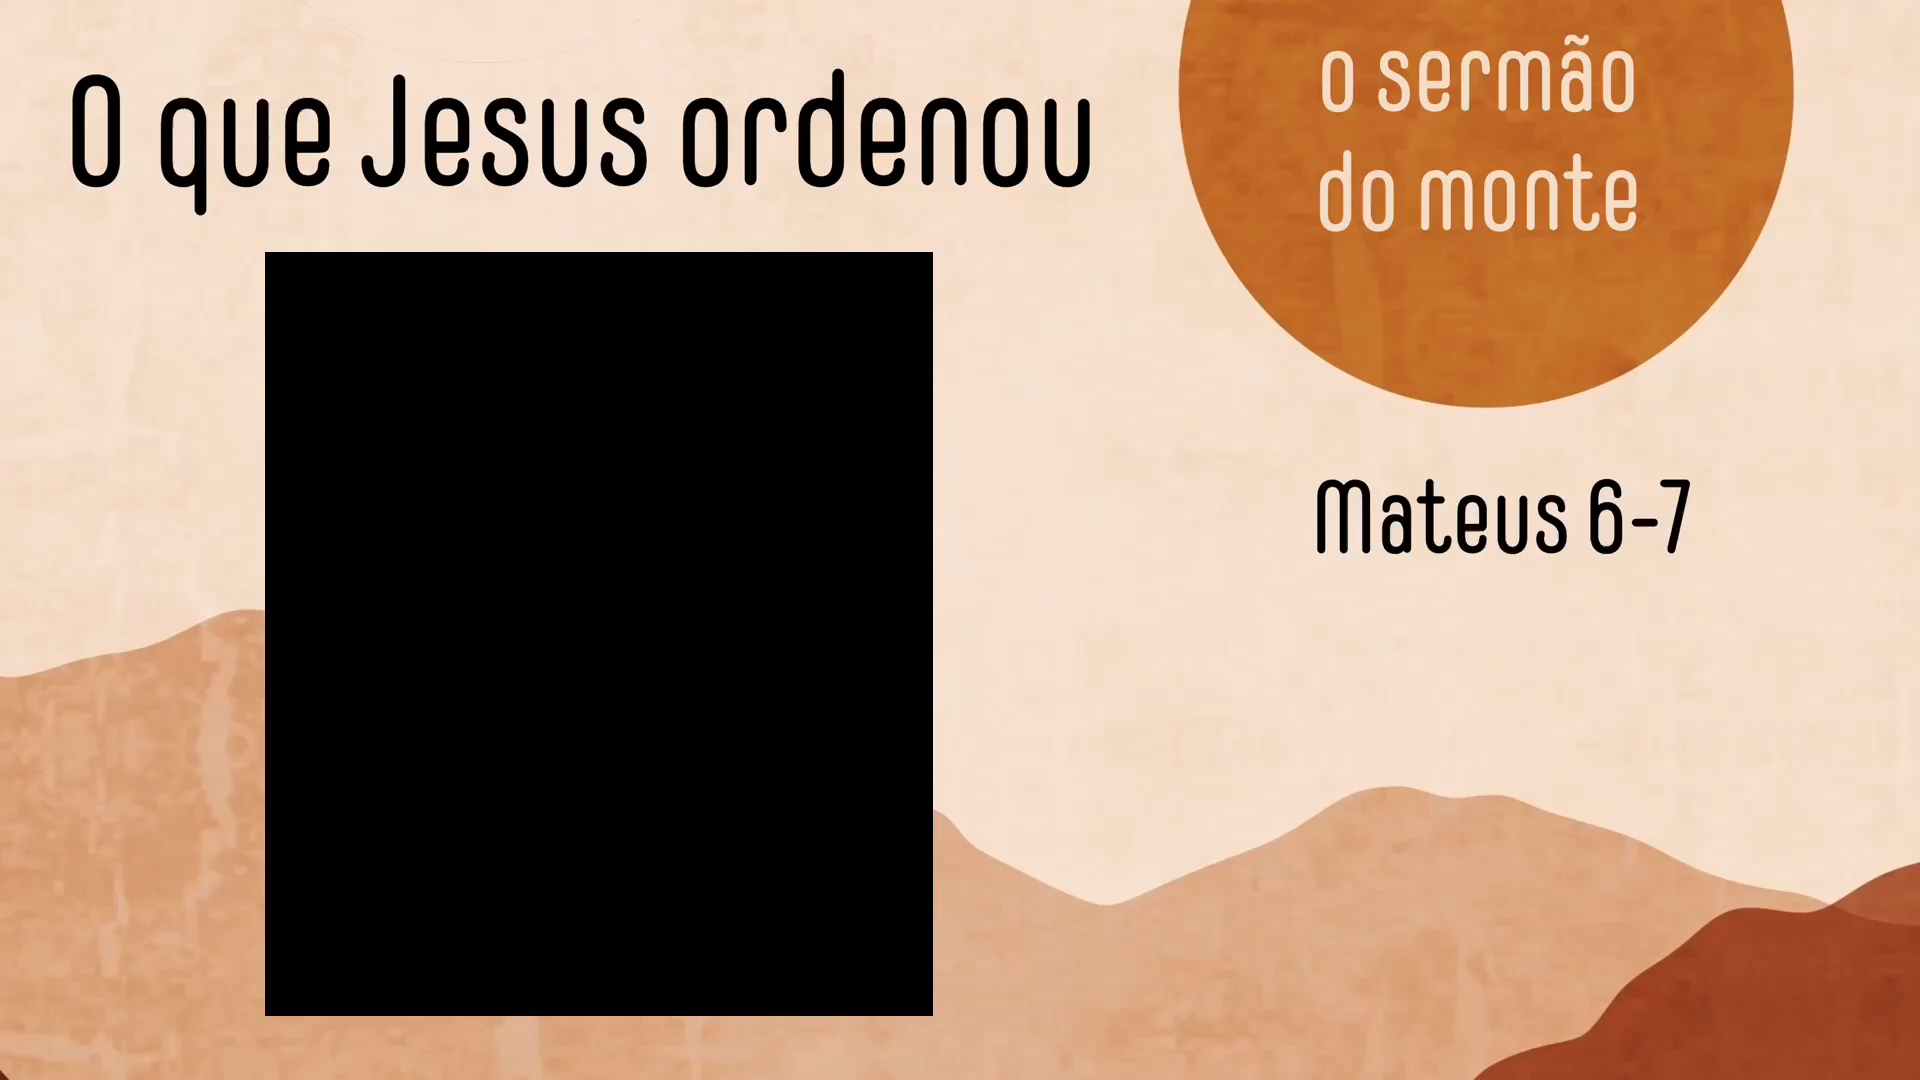 O que Jesus ordenou
o sermão
do monte
Mateus 6-7